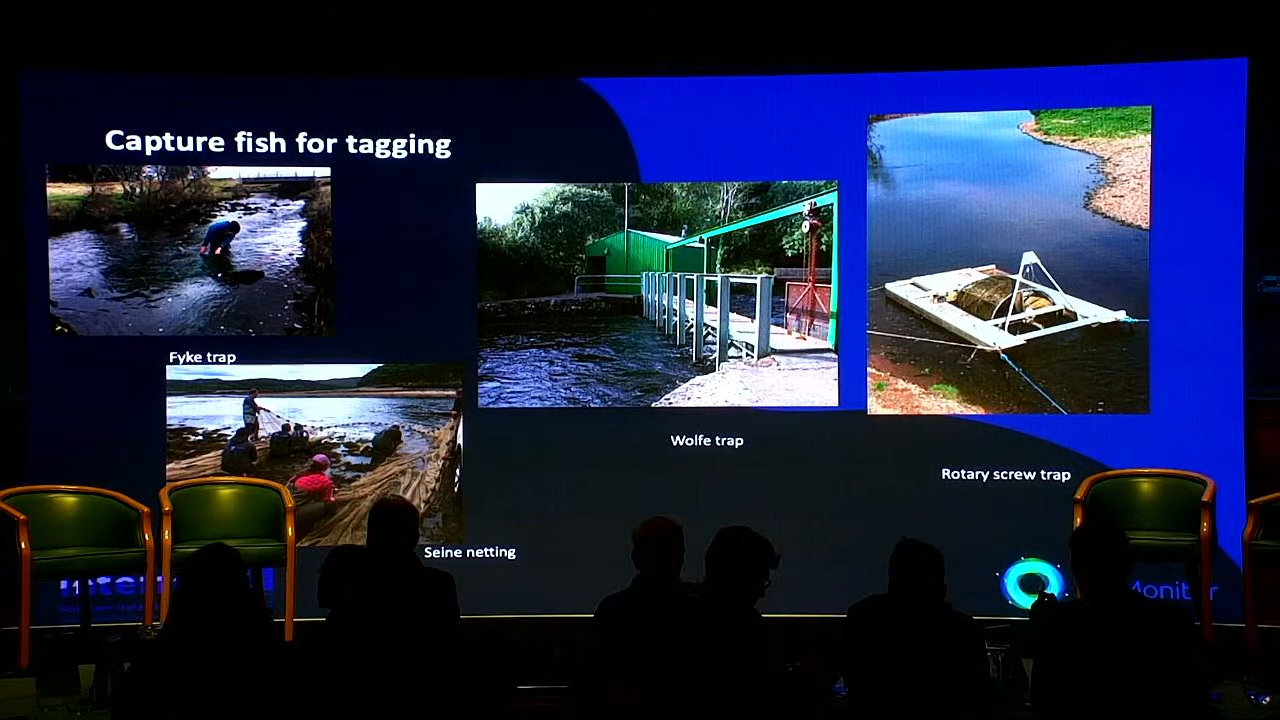 Capture fish for tagging
Fyke trap
Wolfe trap
Rotary screw trap
Seine netting